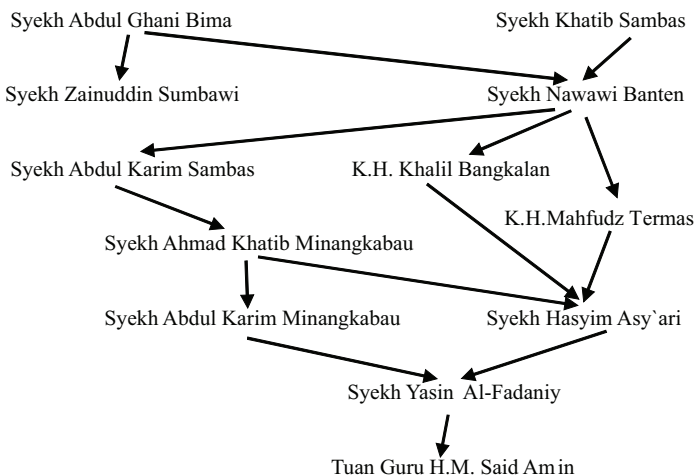 Syekh Abdul Ghani Bima
Syekh Khatib Sambas
Syekh Zainuddin Sumbawi
Syekh Nawawi Banten
Syekh Abdul Karim Sambas
K.H. Khalil Bangkalan
K.H.Mahfudz Termas
Syekh Ahmad Khatib Minangkabau
Syekh Abdul Karim Minangkabau
Syekh Hasyim Asy`ari
Syekh Yasin Al-Fadaniy
Tuan Guru H.M. Said Amin